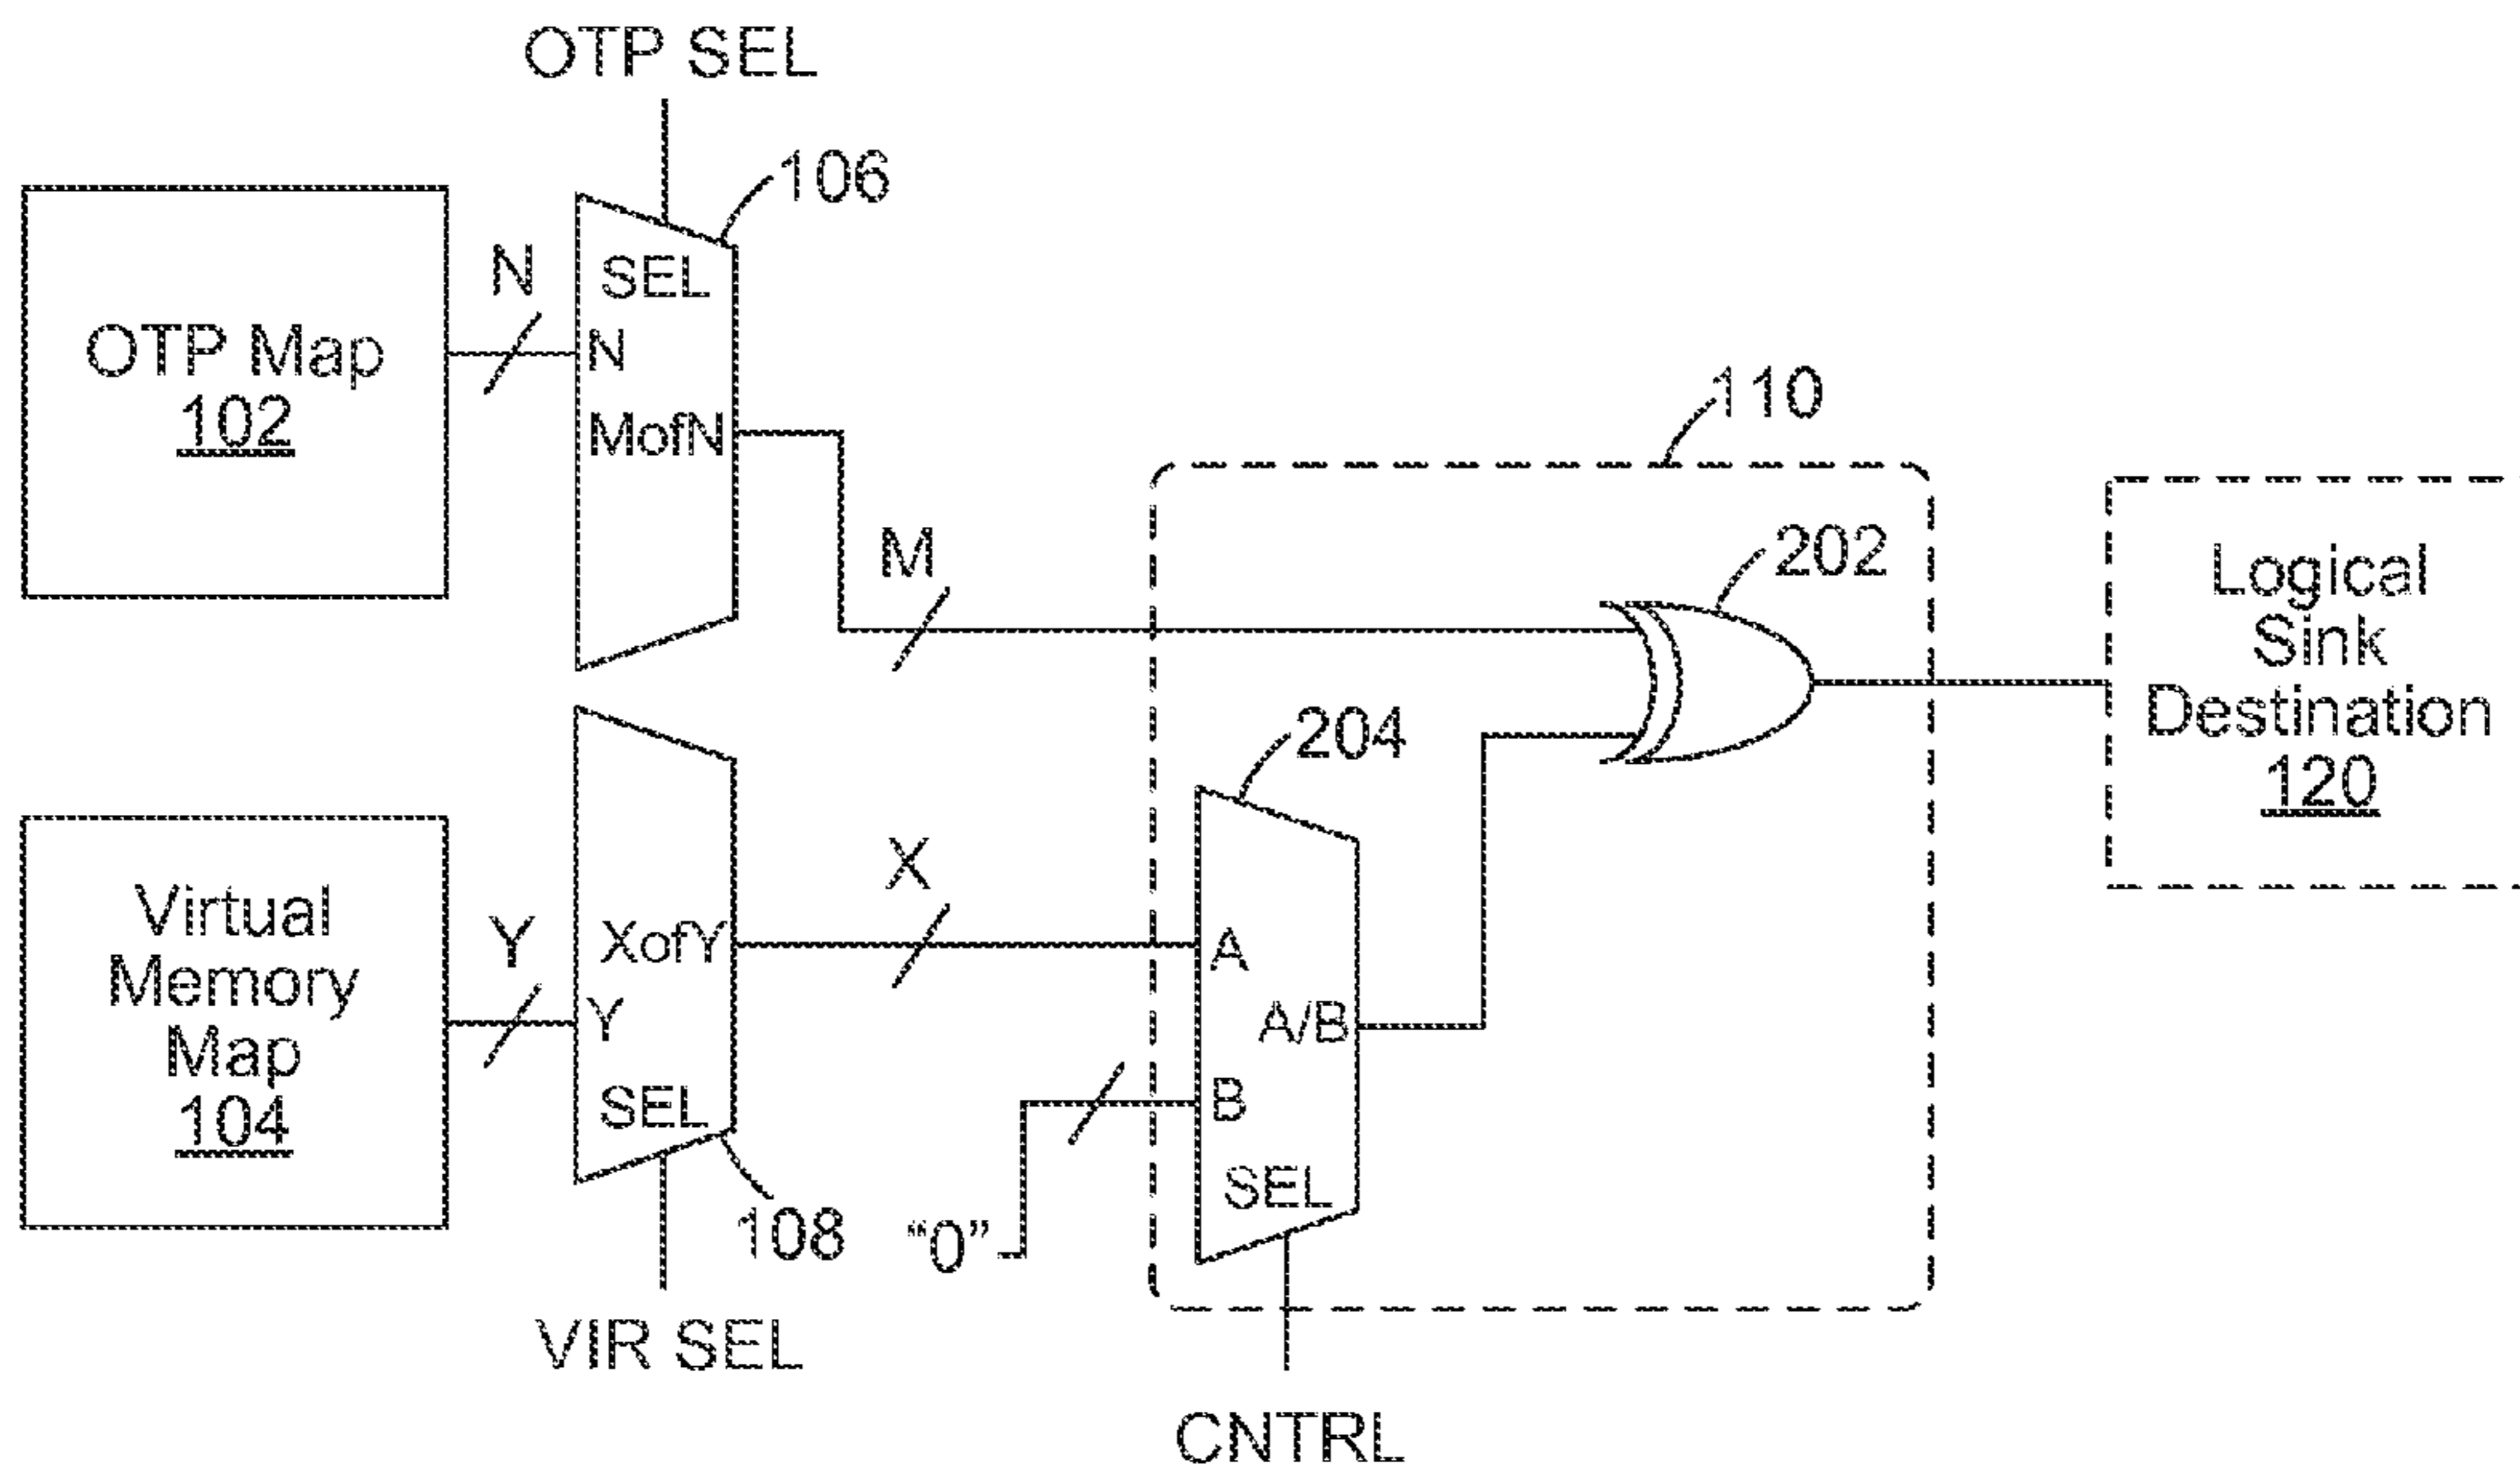 OTP SEL
106
SEL
N
N
OTP Map
102
MofN
110
M
202
Logical
Sink
Destination
120
204
X
Virtual
Memory
Map
104
Y
XofY
Y
SEL
108
A
A/B
B
SEL
“0”
VIR SEL
CNTRL